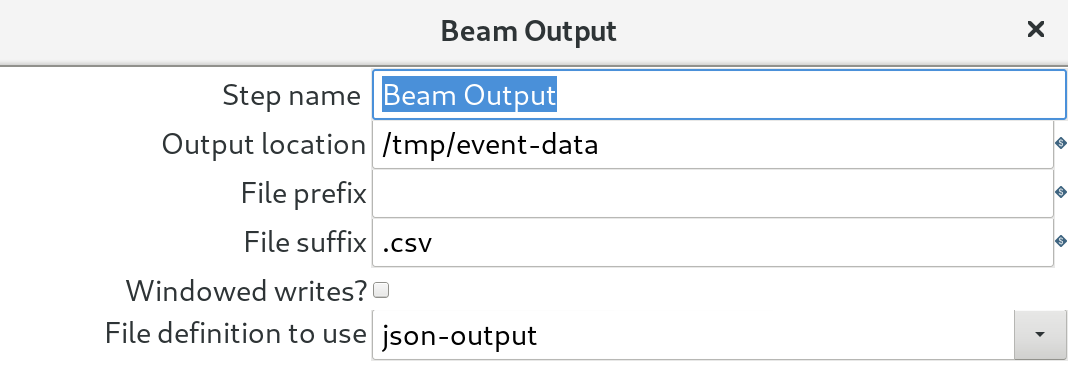 Beam Output
Step name Beam Output
Output location /tmp/event-data
File prefix
File suffix .csv
Windowed writes?
File definition to use json-output